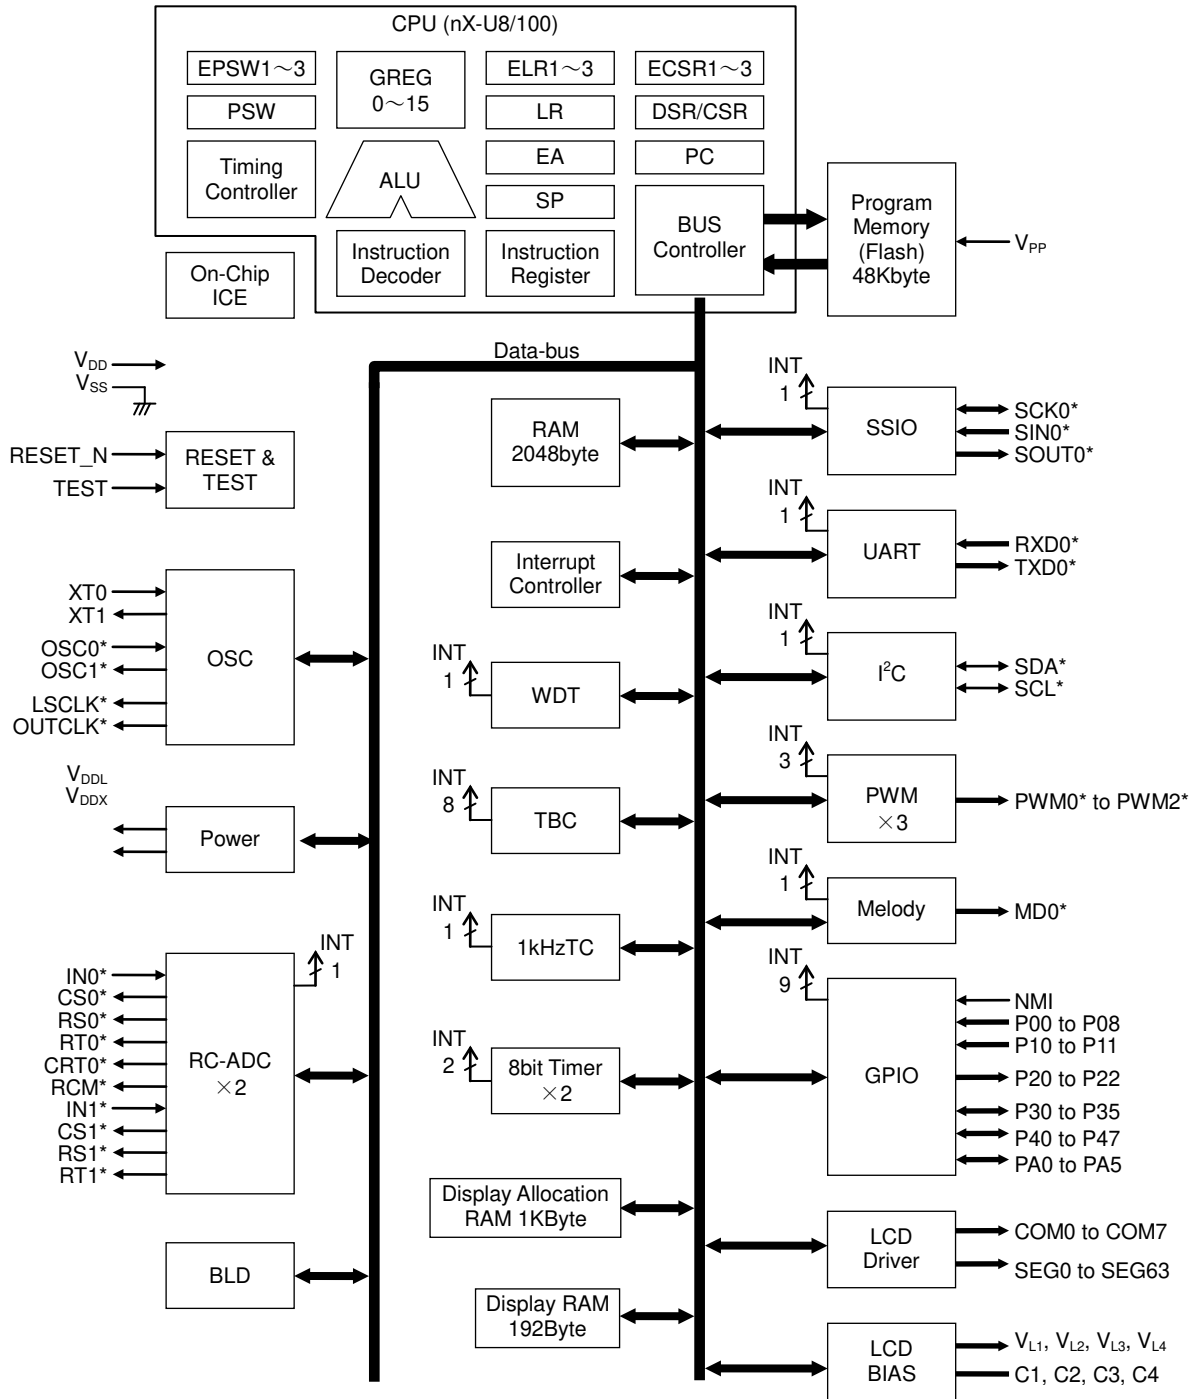 CPU (nX-U8/100)
EPSW1～3
PSW
Timing
Controller
GREG
0～15
ALU
Instruction
Decoder
ELR1～3
LR
EA
SP
Instruction
Register
ECSR1～3
DSR/CSR
PC
BUS
Controller
Program
Memory
(Flash)
48Kbyte
VPP
On-Chip
ICE
Data-bus
VDD
VSS
RESET_N
TEST
RESET &
TEST
XT0
XT1
OSC0*
OSC1*
LSCLK*
OUTCLK*
OSC
VDDL
VDDX
Power
IN0*
CS0*
RS0*
RT0*
CRT0*
RCM*
IN1*
CS1*
RS1*
RT1*
RC-ADC
×2
INT
1
BLD
RAM
2048byte
Interrupt
Controller
INT
1
WDT
INT
8
TBC
INT
1
1kHzTC
INT
2
8bit Timer
×2
Display Allocation
RAM 1KByte
Display RAM
192Byte
INT
1
SSIO
SCK0*
SIN0*
SOUT0*
INT
1
UART
RXD0*
TXD0*
INT
1
I²C
SDA*
SCL*
INT
3
PWM
×3
PWM0* to PWM2*
INT
1
Melody
MD0*
INT
9
GPIO
NMI
P00 to P08
P10 to P11
P20 to P22
P30 to P35
P40 to P47
PA0 to PA5
LCD
Driver
COM0 to COM7
SEG0 to SEG63
LCD
BIAS
VL1, VL2, VL3, VL4
C1, C2, C3, C4